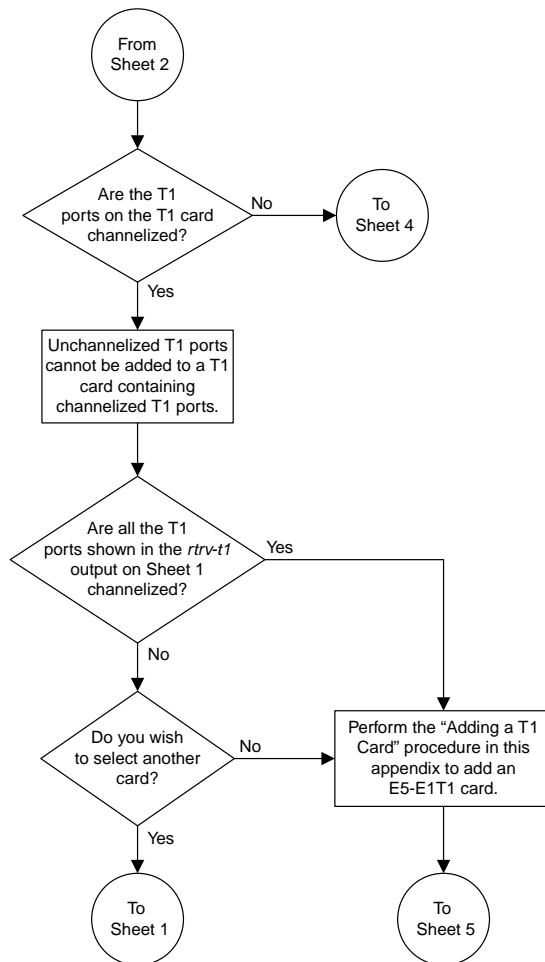 From
Sheet 2
Are the T1
ports on the T1 card
channelized?
No
To
Sheet 4
Yes
Unchannelized T1 ports
cannot be added to a T1
card containing
channelized T1 ports.
Are all the T1
ports shown in the rtrv-t1
output on Sheet 1
channelized?
Yes
No
Do you wish
to select another
card?
No
Perform the “Adding a T1
Card” procedure in this
appendix to add an
E5-E1T1 card.
Yes
To
Sheet 1
To
Sheet 5